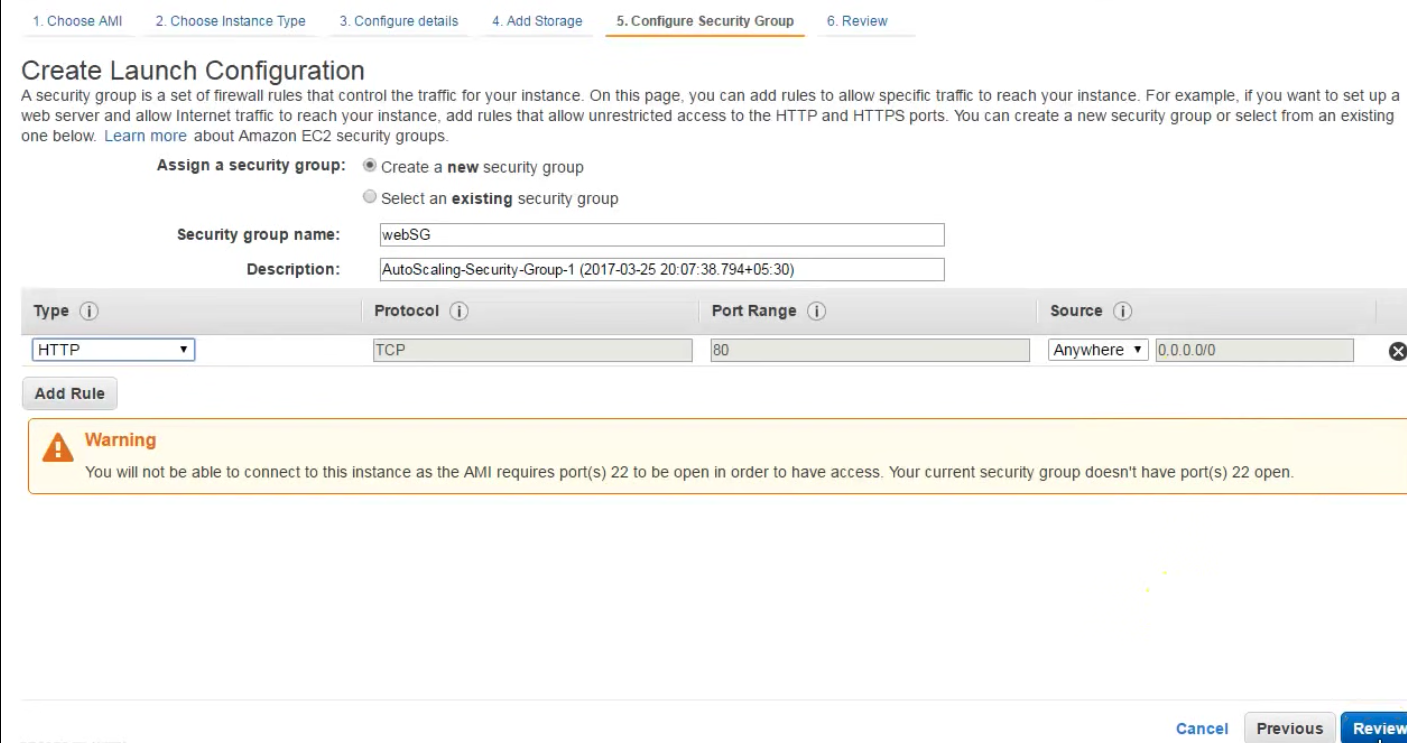 1. Choose AMI 2. Choose Instance Type 3. Configure details 4. Add Storage 5. Configure Security Group 6. Review
Create Launch Configuration
A security group is a set of firewall rules that control the traffic for your instance. On this page, you can add rules to allow specific traffic to reach your instance. For example, if you want to set up a
web server and allow Internet traffic to reach your instance, add rules that allow unrestricted access to the HTTP and HTTPS ports. You can create a new security group or select from an existing
one below. Learn more about Amazon EC2 security groups.
Assign a security group: Create a new security group
Select an existing security group
Security group name: webSG
Description: AutoScaling-Security-Group-1 (2017-03-25 20:07:38.794+05:30)
Type i Protocol i Port Range i Source i
HTTP TCP 80 Anywhere 0.0.0.0/0
Add Rule
Warning
You will not be able to connect to this instance as the AMI requires port(s) 22 to be open in order to have access. Your current security group doesn't have port(s) 22 open.
Cancel Previous Review